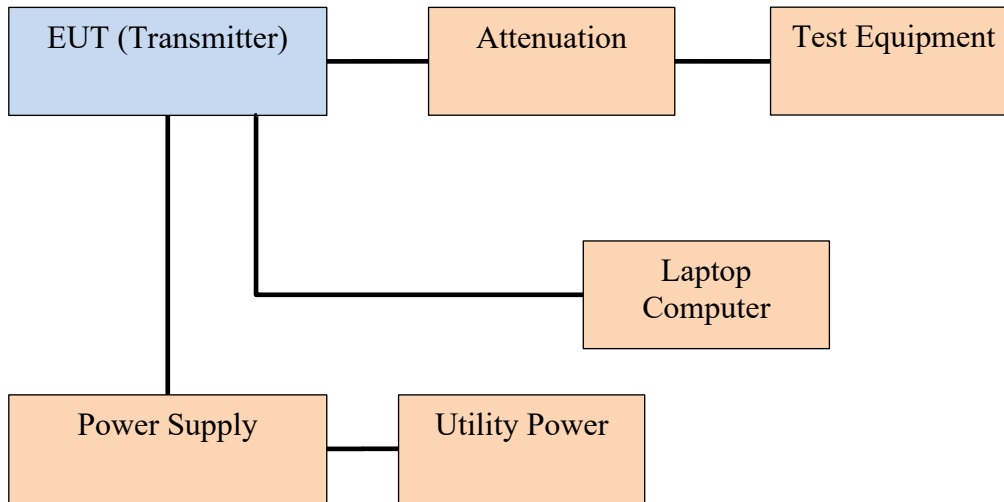 EUT (Transmitter)
Attenuation
Test Equipment
Laptop
Computer
Power Supply
Utility Power